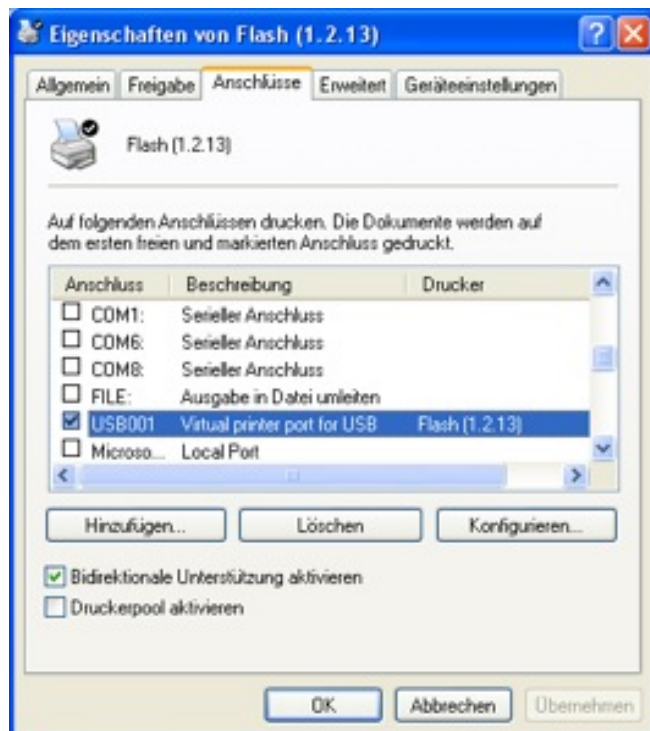 Eigenschaften von Flash (1.2.13)
Allgemein Freigabe Anschlüsse Erweitert Geräteeinstellungen
Flash (1.2.13)
Auf folgenden Anschlüssen drucken. Die Dokumente werden auf
dem ersten freien und markierten Anschluss gedruckt.
Anschluss Beschreibung Drucker
COM1: Serieller Anschluss
COM6: Serieller Anschluss
COM8: Serieller Anschluss
FILE: Ausgabe in Datei umleiten
USB001 Virtual printer port for USB Flash (1.2.13)
Microso... Local Port
Hinzufügen... Löschen Konfigurieren...
Bidirektionale Unterstützung aktivieren
Druckerpool aktivieren
OK Abbrechen Übernehmen